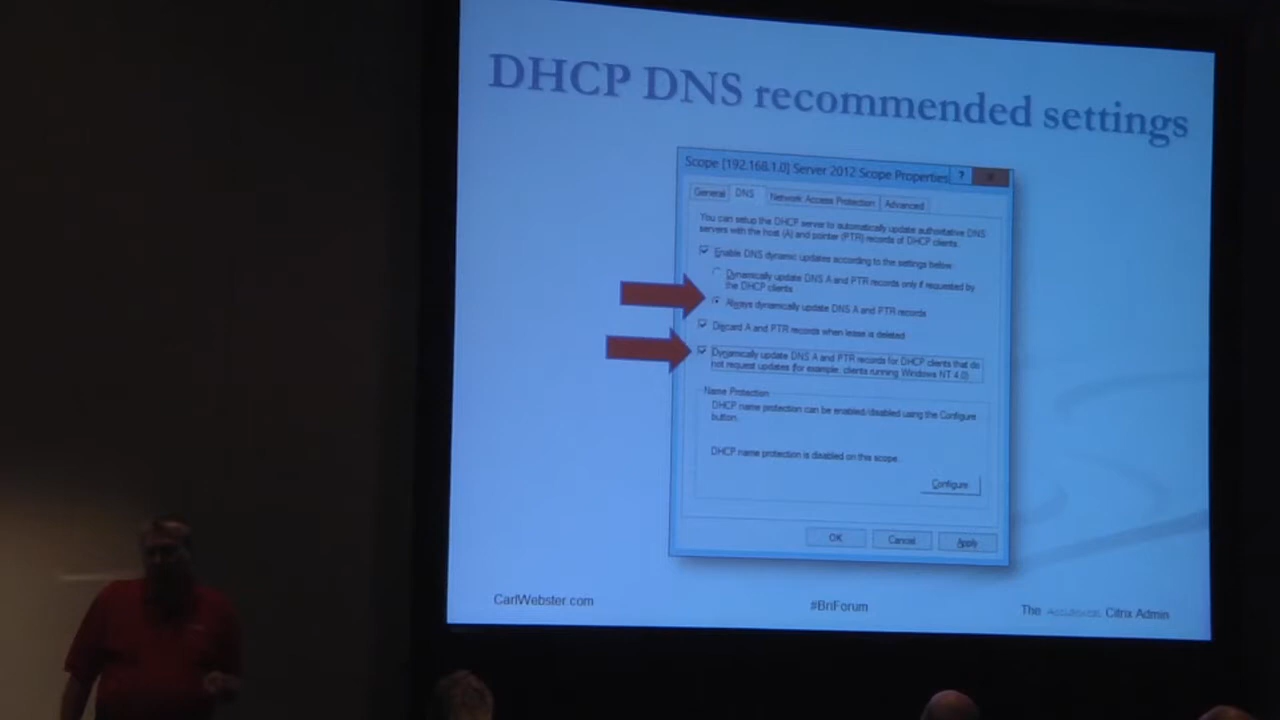 DHCP DNS recommended settings
Scope [192.168.1.0] Server 2012 Scope Properties ?
General DNS Network Access Protection Advanced
You can setup the DHCP server to automatically update authoritative DNS
servers with the host (A) and pointer (PTR) records of DHCP clients.
Enable DNS dynamic updates according to the settings below:
Dynamically update DNS A and PTR records only if requested by
the DHCP clients
Always dynamically update DNS A and PTR records
Discard A and PTR records when lease is deleted
Dynamically update DNS A and PTR records for DHCP clients that do
not request updates (for example, clients running Windows NT 4.0)
Name Protection
DHCP name protection can be enabled/disabled using the Configure
button.
DHCP name protection is disabled on this scope.
Configure
OK Cancel Apply
CarlWebster.com #BriForum The Accidental Citrix Admin